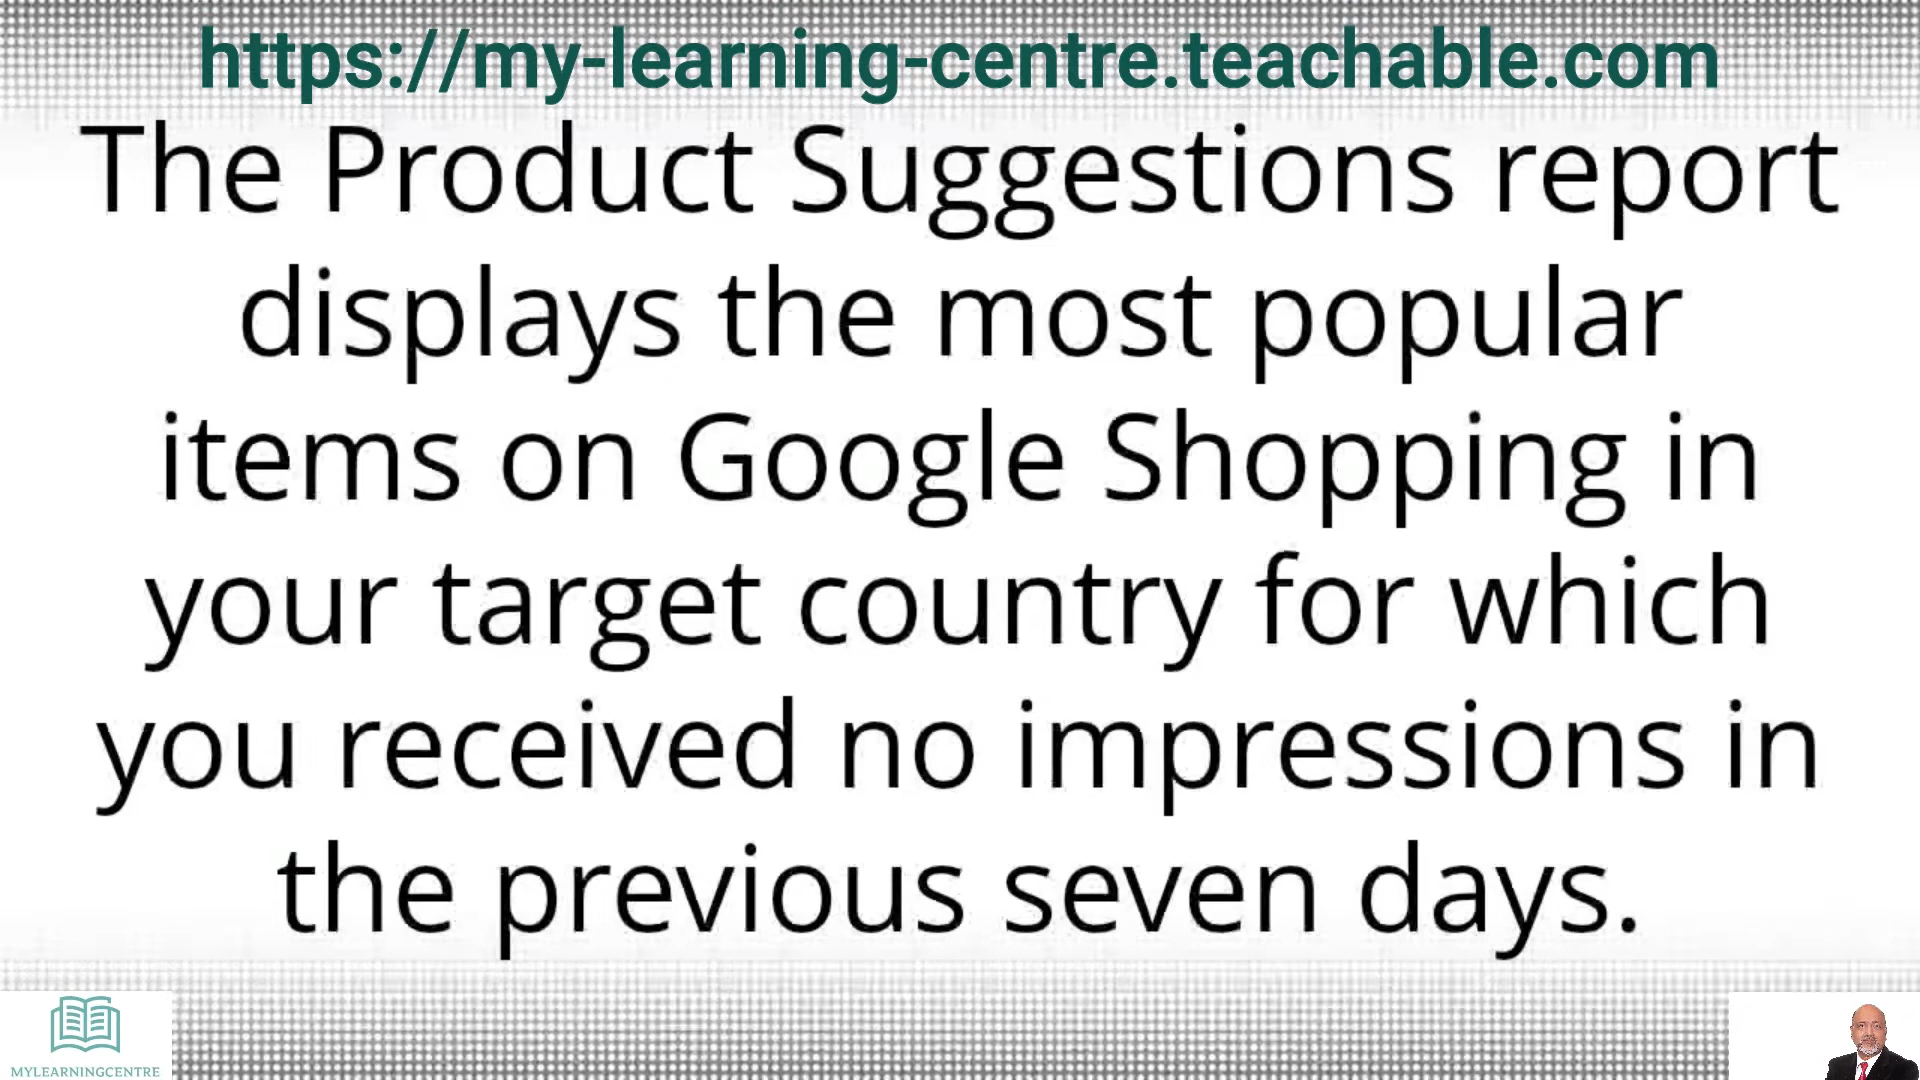 https://my-learning-centre.teachable.com
The Product Suggestions report
displays the most popular
items on Google Shopping in
your target country for which
you received no impressions in
the previous seven days.
MYLEARNINGCENTRE